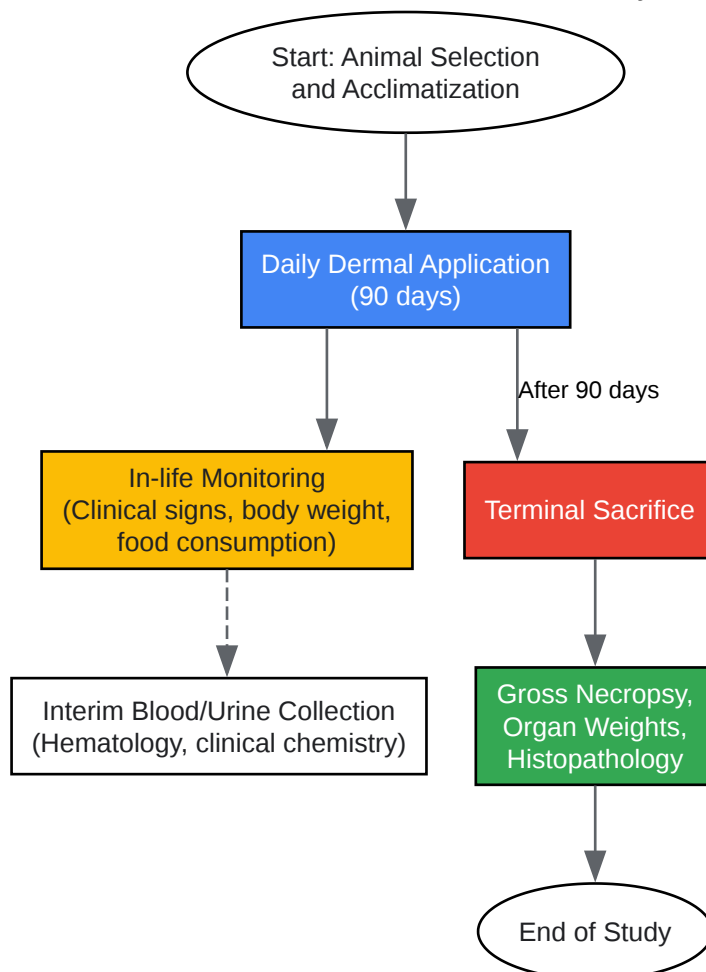 Start: Animal Selection
and Acclimatization
Daily Dermal Application
(90 days)
After 90 days
In-life Monitoring
(Clinical signs, body weight,
food consumption)
Terminal Sacrifice
Interim Blood/Urine Collection
(Hematology, clinical chemistry)
Gross Necropsy,
Organ Weights,
Histopathology
End of Study